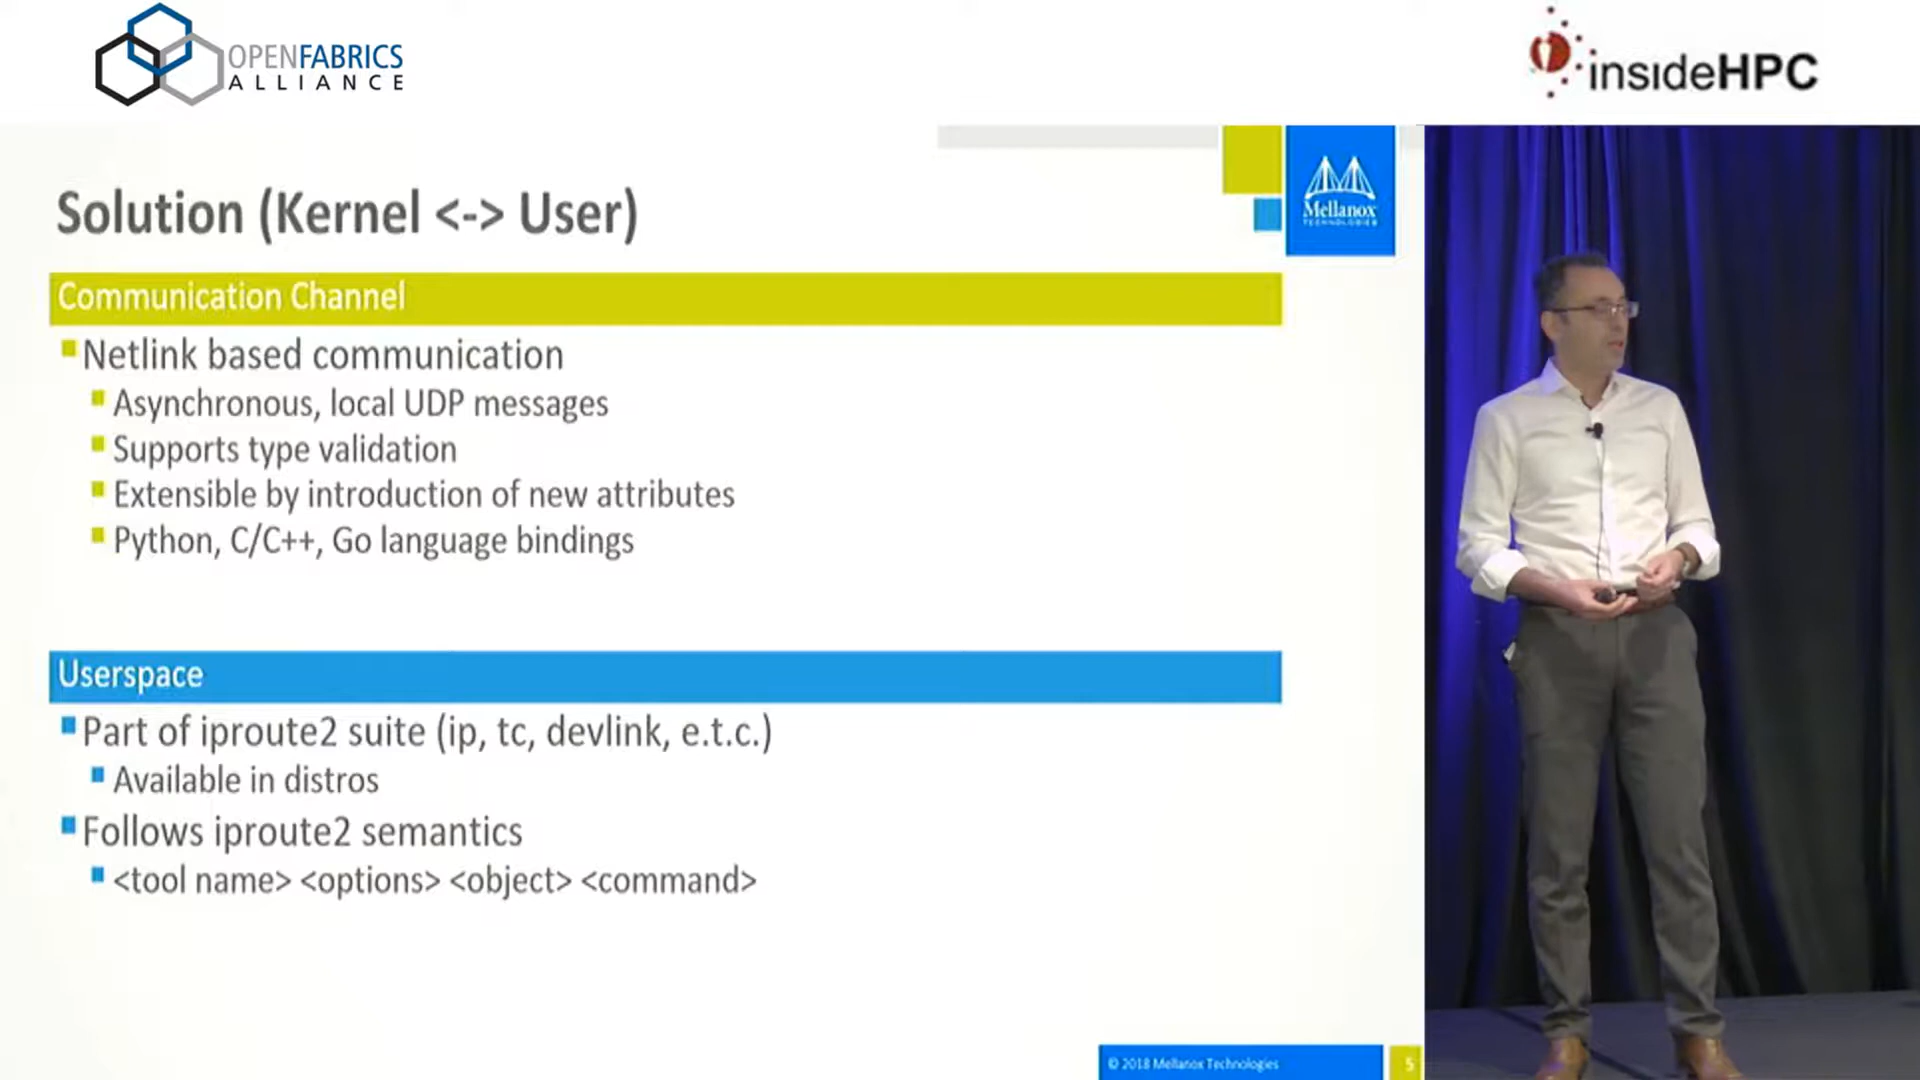 OPENFABRICS
ALLIANCE
insideHPC
Mellanox
TECHNOLOGIES
Solution (Kernel <-> User)
Communication Channel
Netlink based communication
Asynchronous, local UDP messages
Supports type validation
Extensible by introduction of new attributes
Python, C/C++, Go language bindings
Userspace
Part of iproute2 suite (ip, tc, devlink, e.t.c.)
Available in distros
Follows iproute2 semantics
<tool name> <options> <object> <command>
© 2018 Mellanox Technologies
5